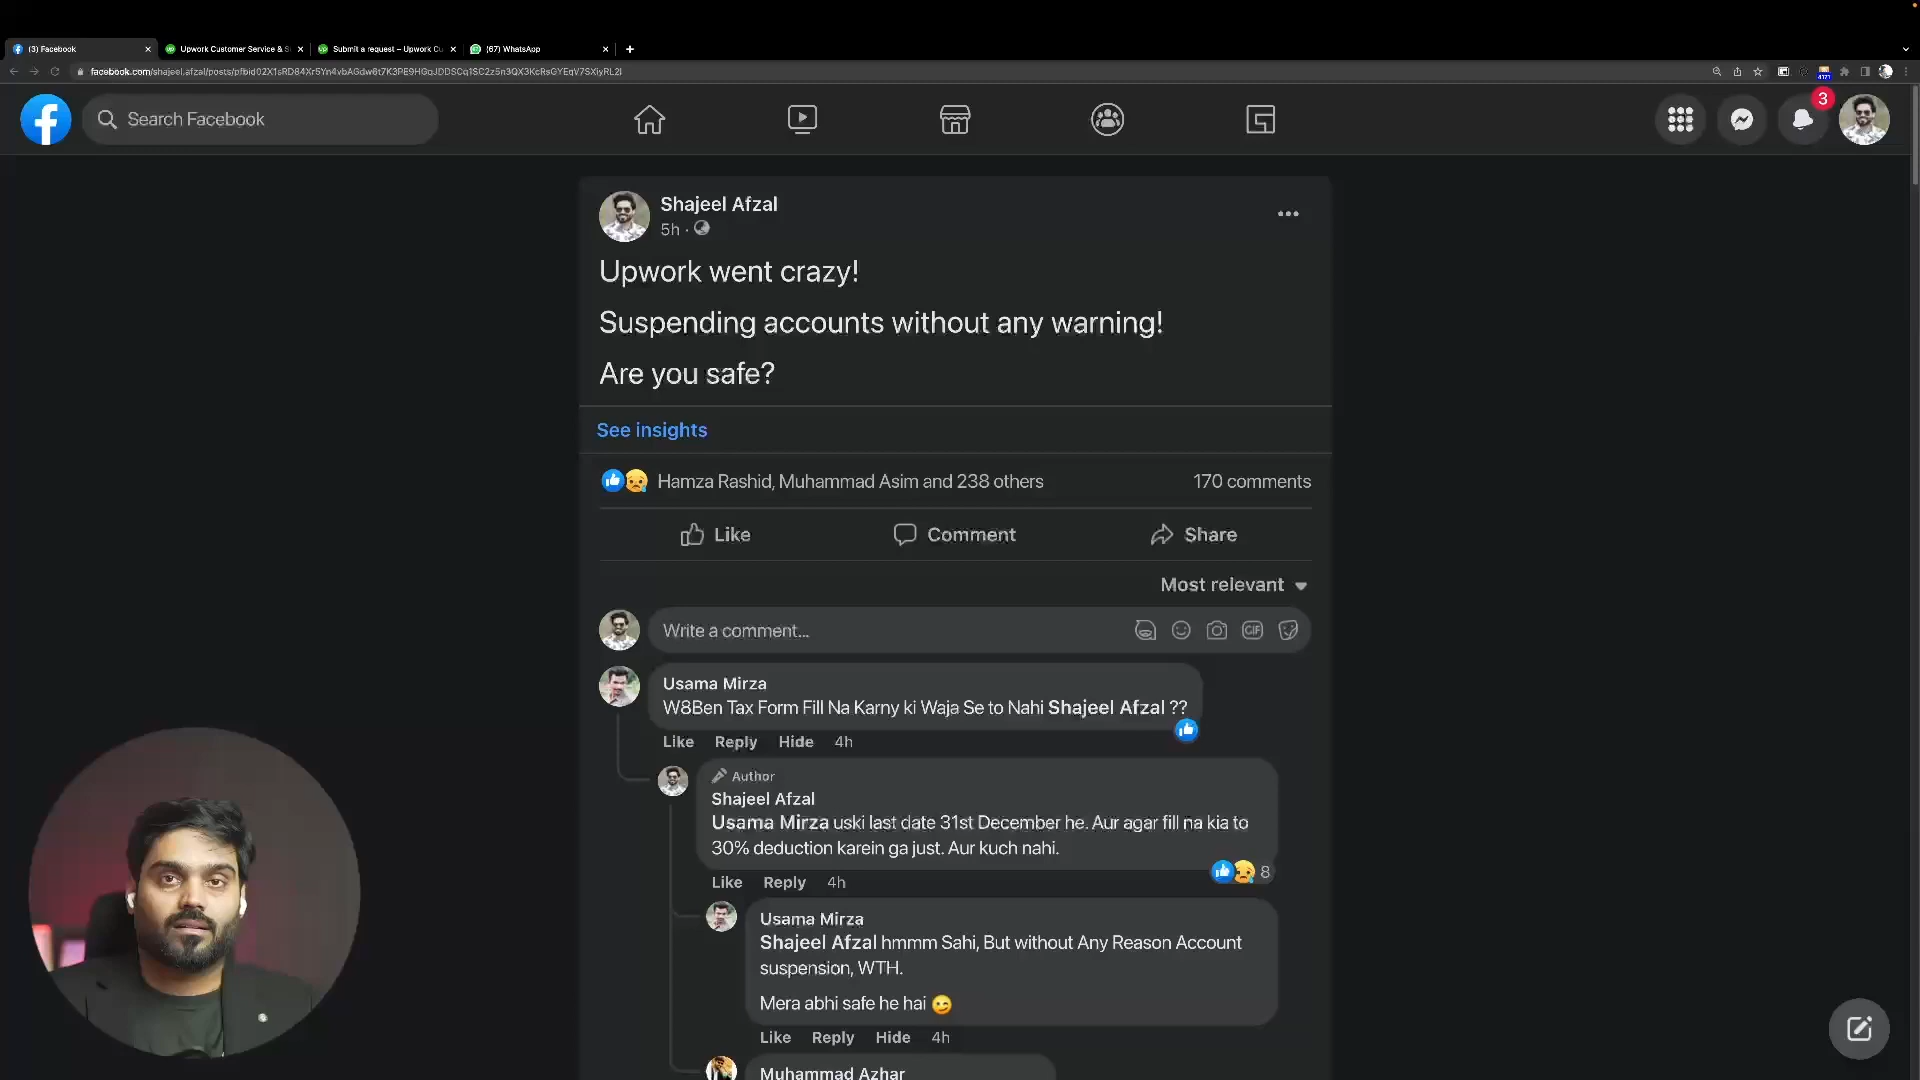 (3) Facebook
Upwork Customer Service & S
Submit a request – Upwork Cu
(67) WhatsApp
Search Facebook
3
Shajeel Afzal
5h ·
Upwork went crazy!
Suspending accounts without any warning!
Are you safe?
See insights
Hamza Rashid, Muhammad Asim and 238 others
170 comments
Like
Comment
Share
Most relevant
Write a comment...
GIF
Usama Mirza
W8Ben Tax Form Fill Na Karny ki Waja Se to Nahi Shajeel Afzal ??
Like Reply Hide 4h
Author
Shajeel Afzal
Usama Mirza uski last date 31st December he. Aur agar fill na kia to
30% deduction karein ga just. Aur kuch nahi.
8
Like Reply 4h
Usama Mirza
Shajeel Afzal hmmm Sahi, But without Any Reason Account
suspension, WTH.
Mera abhi safe he hai 😉
Like Reply Hide 4h
Muhammad Azhar